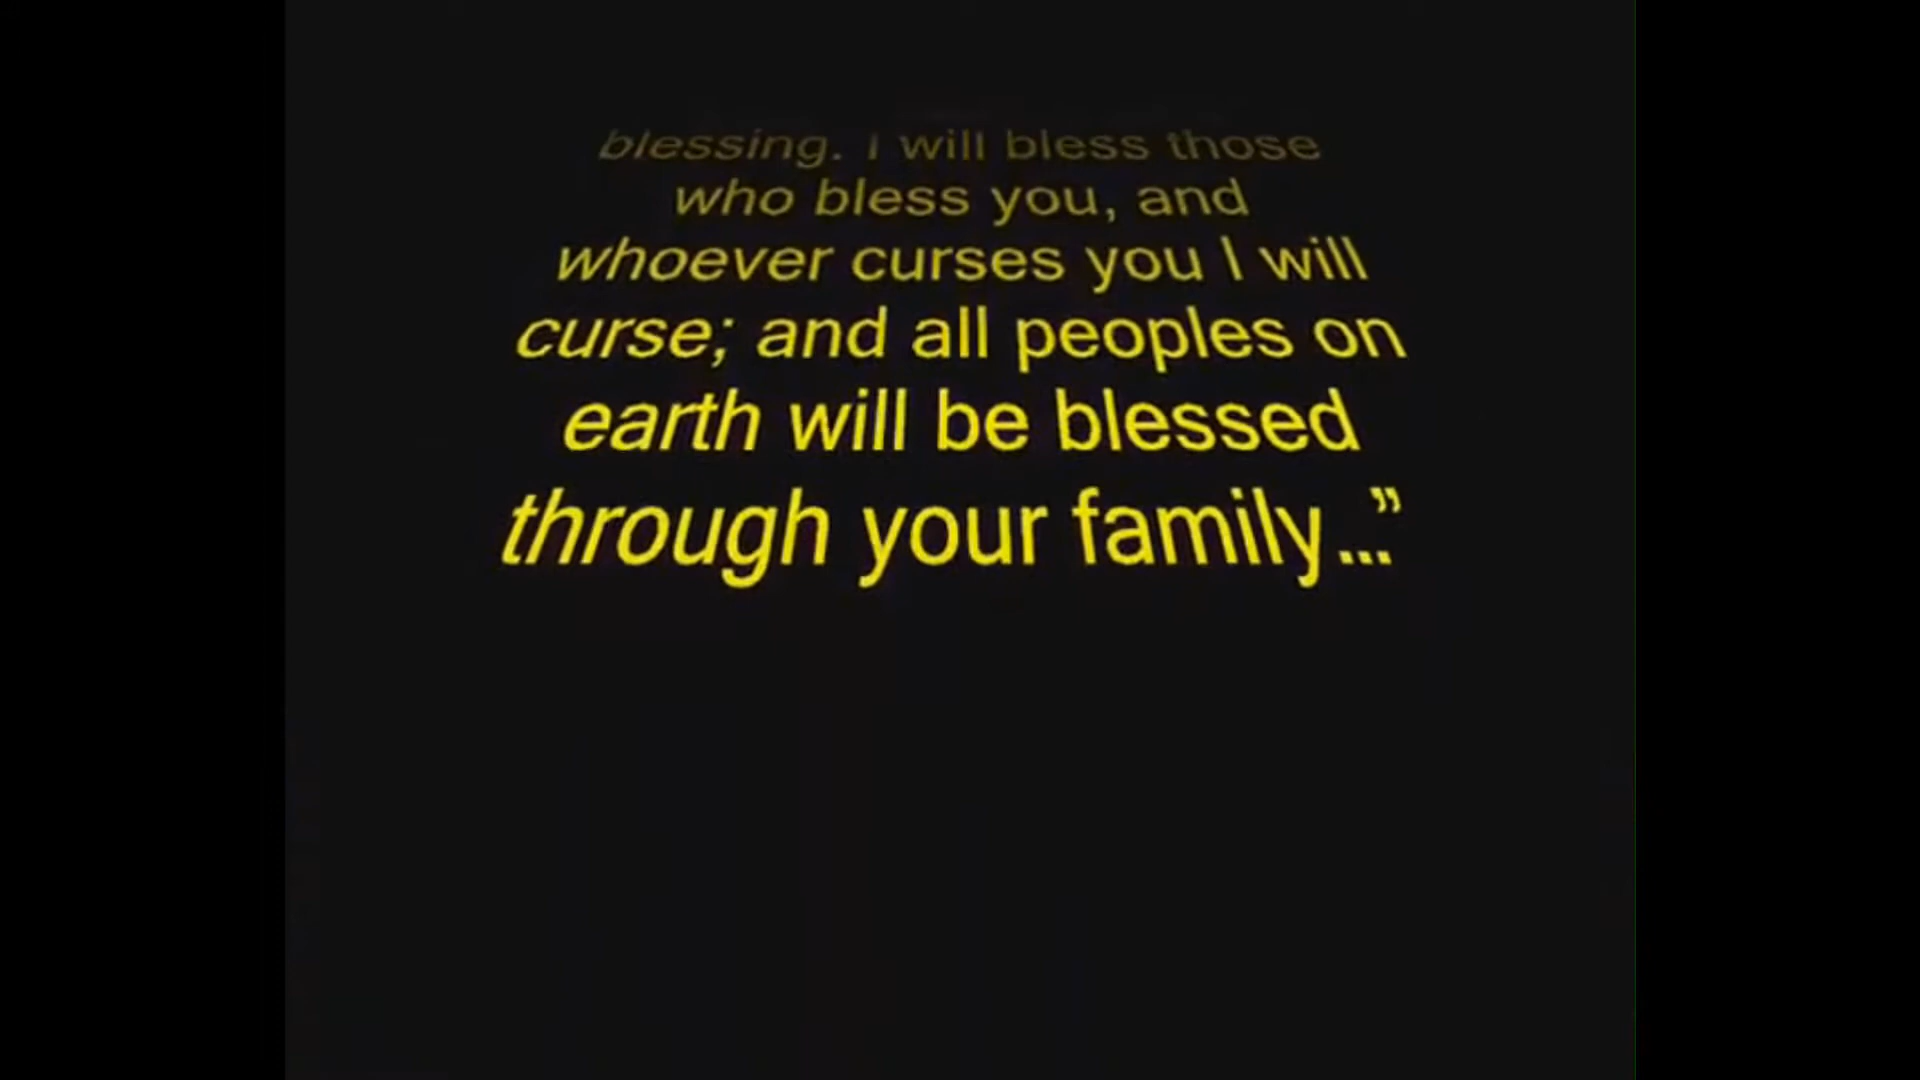 blessing. I will bless those
who bless you, and
whoever curses you I will
curse; and all peoples on
earth will be blessed
through your family...”